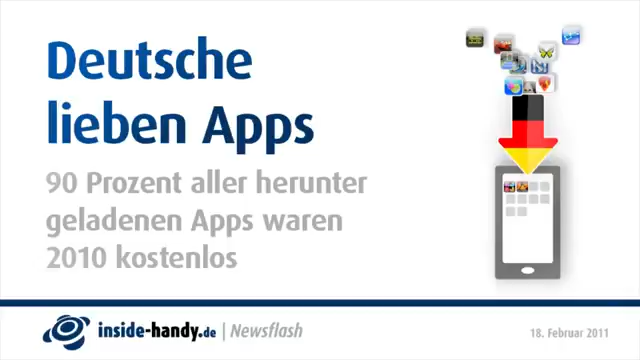 Deutsche
lieben Apps
90 Prozent aller herunter
geladenen Apps waren
2010 kostenlos
inside-handy.de | Newsflash
18. Februar 2011